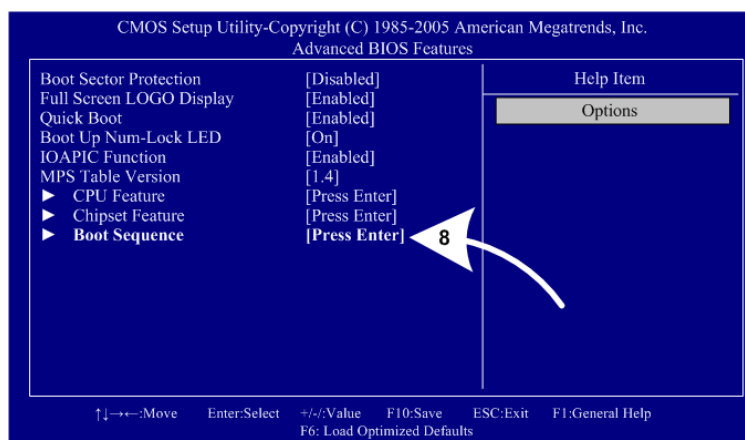 CMOS Setup Utility-Copyright (C) 1985-2005 American Megatrends, Inc.
Advanced BIOS Features
Boot Sector Protection [Disabled]
Full Screen LOGO Display [Enabled]
Quick Boot [Enabled]
Boot Up Num-Lock LED [On]
IOAPIC Function [Enabled]
MPS Table Version [1.4]
► CPU Feature [Press Enter]
► Chipset Feature [Press Enter]
► Boot Sequence [Press Enter]
8
Help Item
Options
↑↓→←:Move Enter:Select +/-/:Value F10:Save ESC:Exit F1:General Help
F6: Load Optimized Defaults